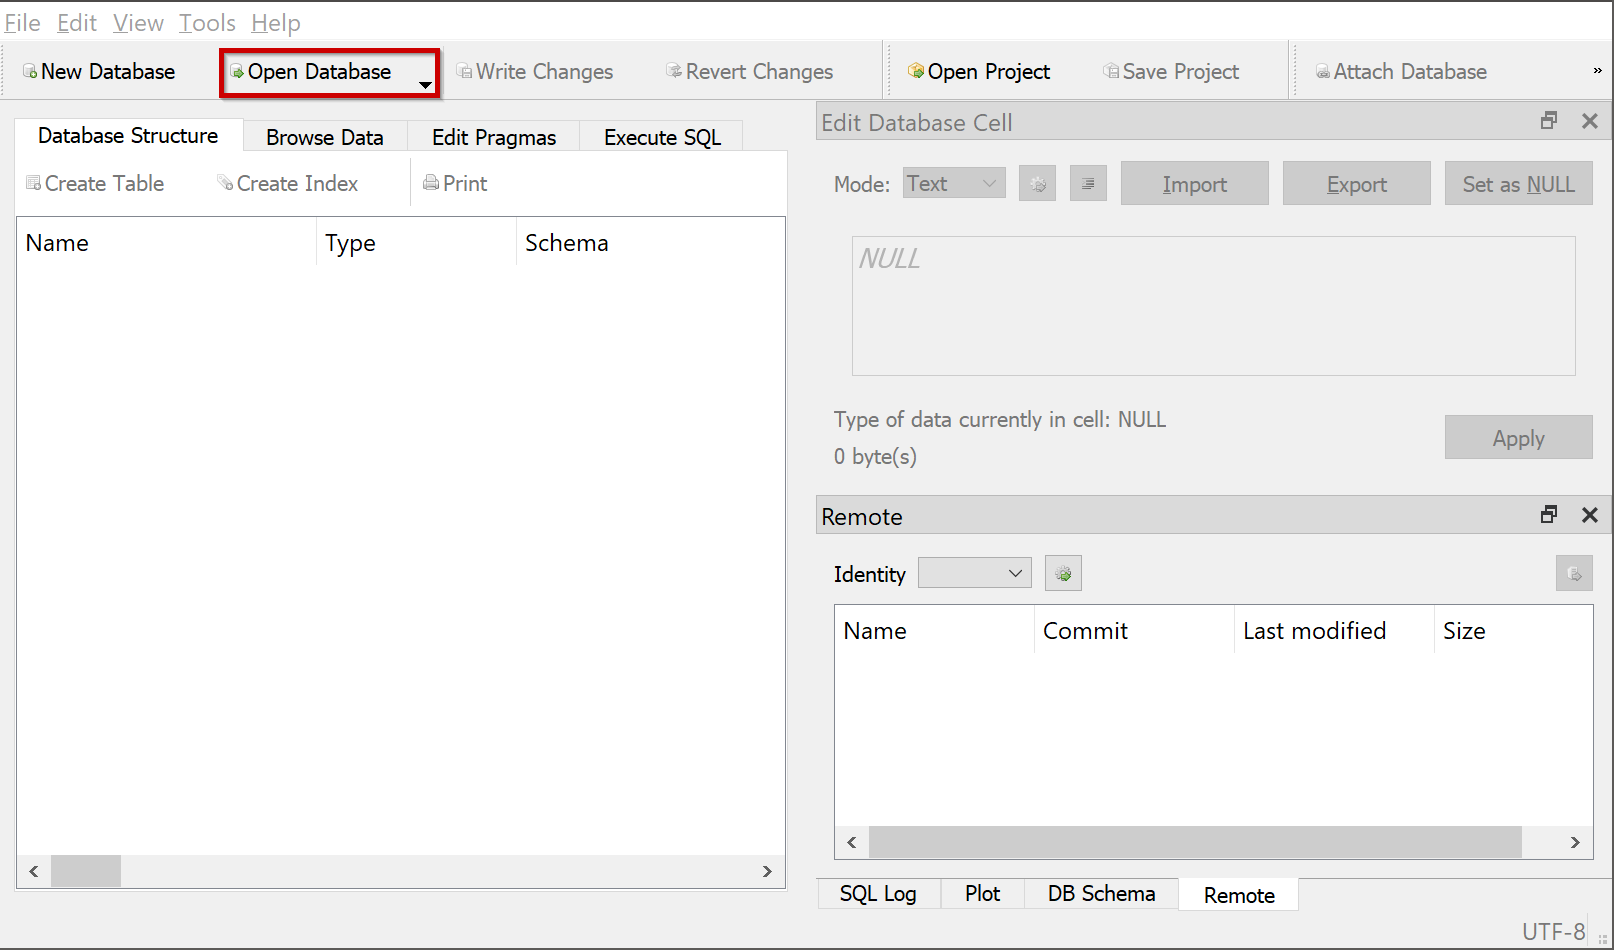 File Edit View Tools Help
New Database Open Database Write Changes Revert Changes Open Project Save Project Attach Database »
Database Structure Browse Data Edit Pragmas Execute SQL
Create Table Create Index Print
Name Type Schema
Edit Database Cell
Mode: Text Import Export Set as NULL
NULL
Type of data currently in cell: NULL
0 byte(s)
Apply
Remote
Identity
Name Commit Last modified Size
SQL Log Plot DB Schema Remote
UTF-8